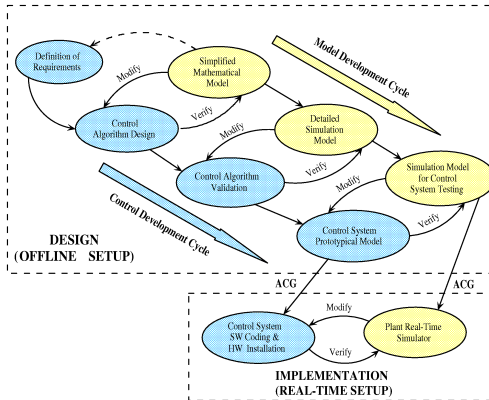 Definition of
Requirements
Simplified
Mathematical
Model
Model Development Cycle
Modify
Verify
Control
Algorithm Design
Detailed
Simulation
Model
Modify
Verify
Control Algorithm
Validation
Simulation Model
for Control
System Testing
Modify
Verify
Control System
Prototypical Model
Control Development Cycle
DESIGN
(OFFLINE SETUP)
ACG
ACG
Control System
SW Coding &
HW Installation
Modify
Verify
Plant Real-Time
Simulator
IMPLEMENTATION
(REAL-TIME SETUP)